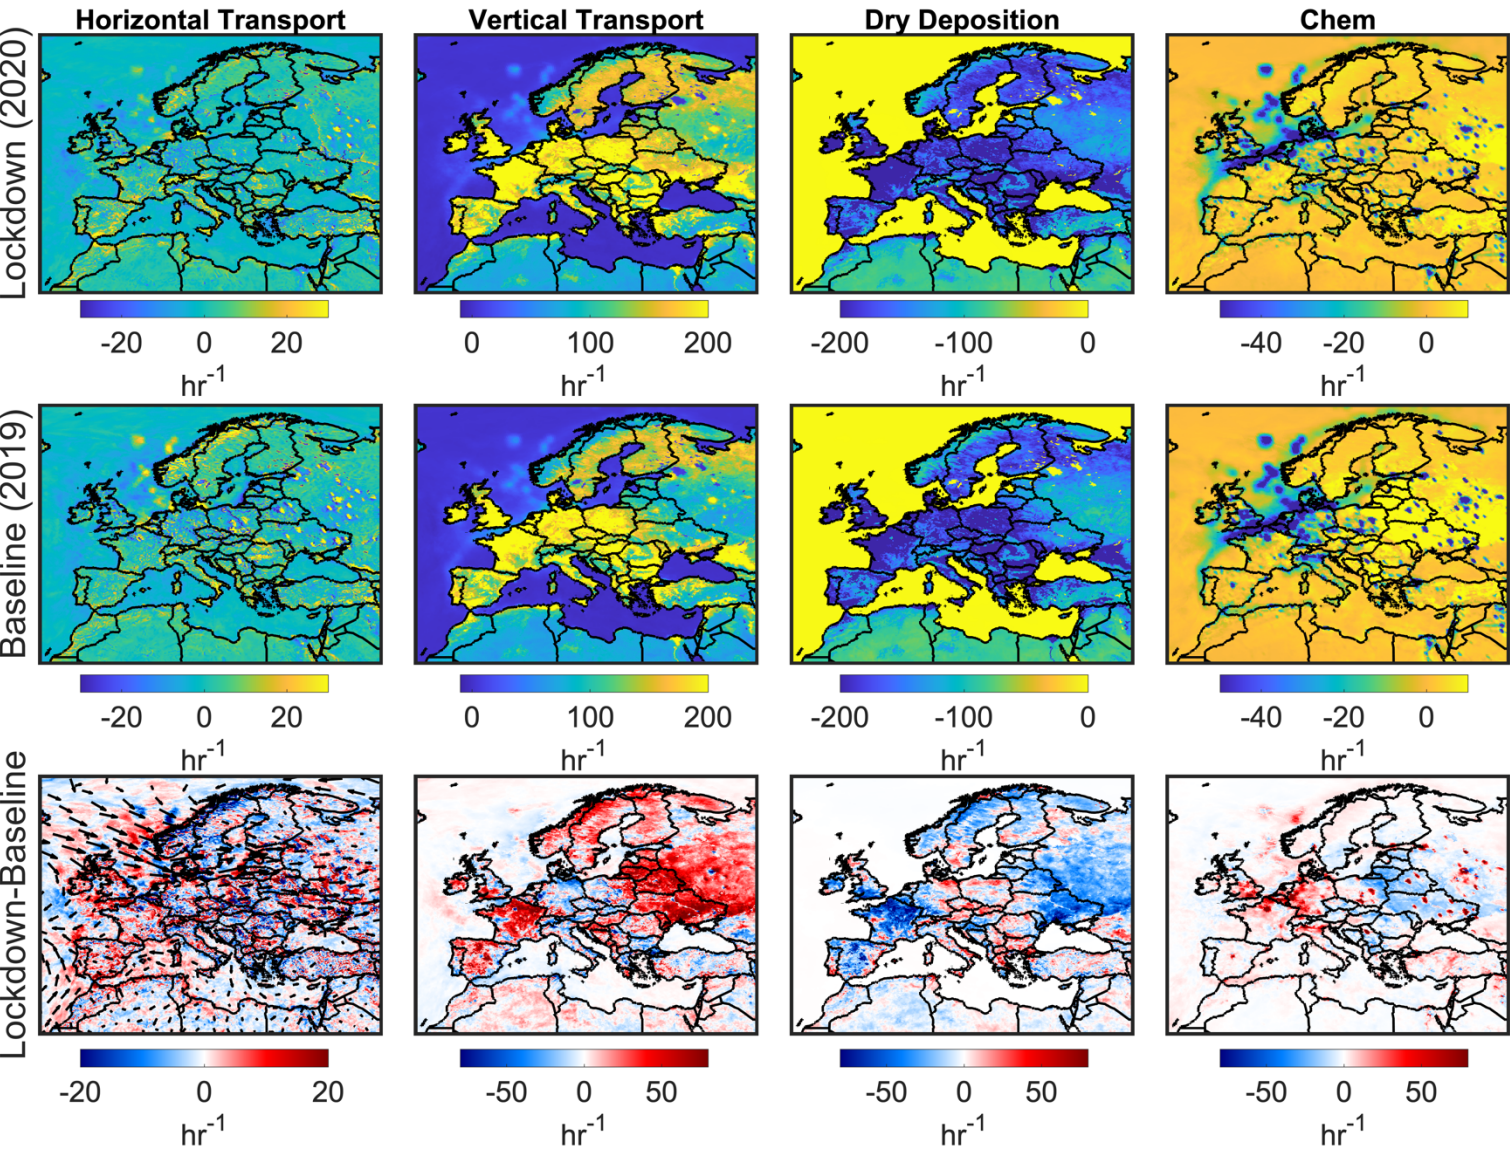 Horizontal Transport Vertical Transport Dry Deposition Chem
Lockdown (2020)
-20 0 20 0 100 200 -200 -100 0 -40 -20 0
hr-1 hr-1 hr-1 hr-1
Baseline (2019)
-20 0 20 0 100 200 -200 -100 0 -40 -20 0
hr-1 hr-1 hr-1 hr-1
Lockdown-Baseline
-20 0 20 -50 0 50 -50 0 50 -50 0 50
hr-1 hr-1 hr-1 hr-1